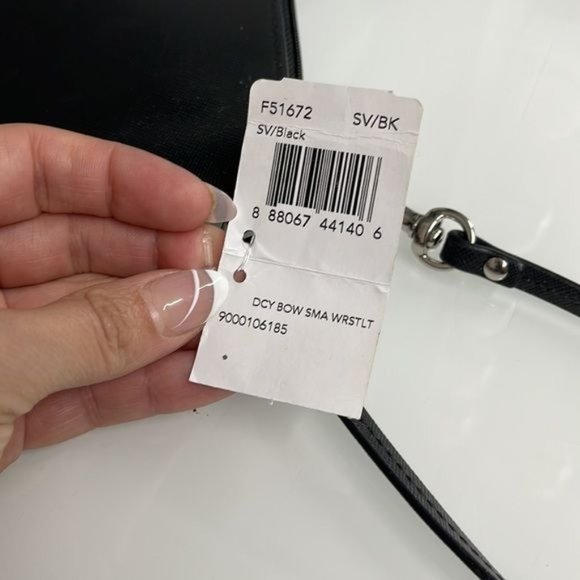 F51672 SV/BK
SV/Black
8 88067 44140 6
DCY BOW SMA WRSTLT
9000106185